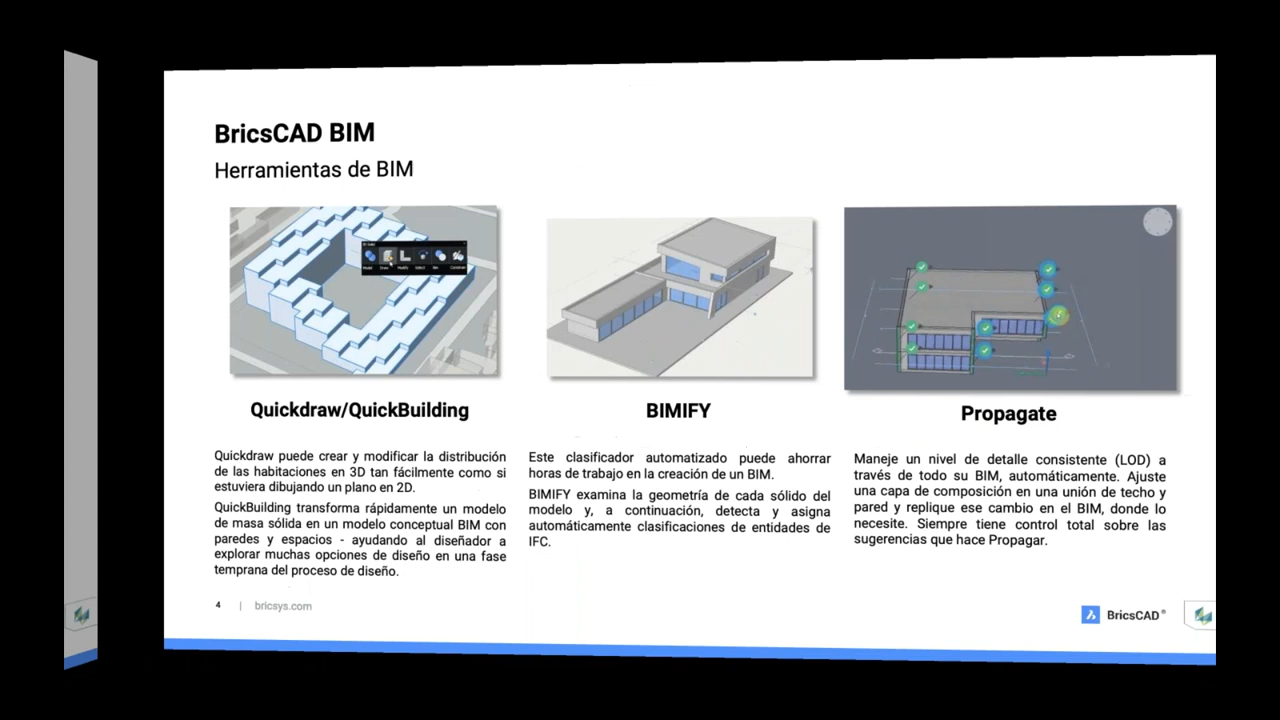 BricsCAD BIM
Herramientas de BIM
Quickdraw/QuickBuilding
Quickdraw puede crear y modificar la distribución
de las habitaciones en 3D tan fácilmente como si
estuviera dibujando un plano en 2D.
QuickBuilding transforma rápidamente un modelo
de masa sólida en un modelo conceptual BIM con
paredes y espacios - ayudando al diseñador a
explorar muchas opciones de diseño en una fase
temprana del proceso de diseño.
BIMIFY
Este clasificador automatizado puede ahorrar
horas de trabajo en la creación de un BIM.
BIMIFY examina la geometría de cada sólido del
modelo y, a continuación, detecta y asigna
automáticamente clasificaciones de entidades de
IFC.
Propagate
Maneje un nivel de detalle consistente (LOD) a
través de todo su BIM, automáticamente. Ajuste
una capa de composición en una unión de techo y
pared y replique ese cambio en el BIM, donde lo
necesite. Siempre tiene control total sobre las
sugerencias que hace Propagar.
4 | bricsys.com
BricsCAD®